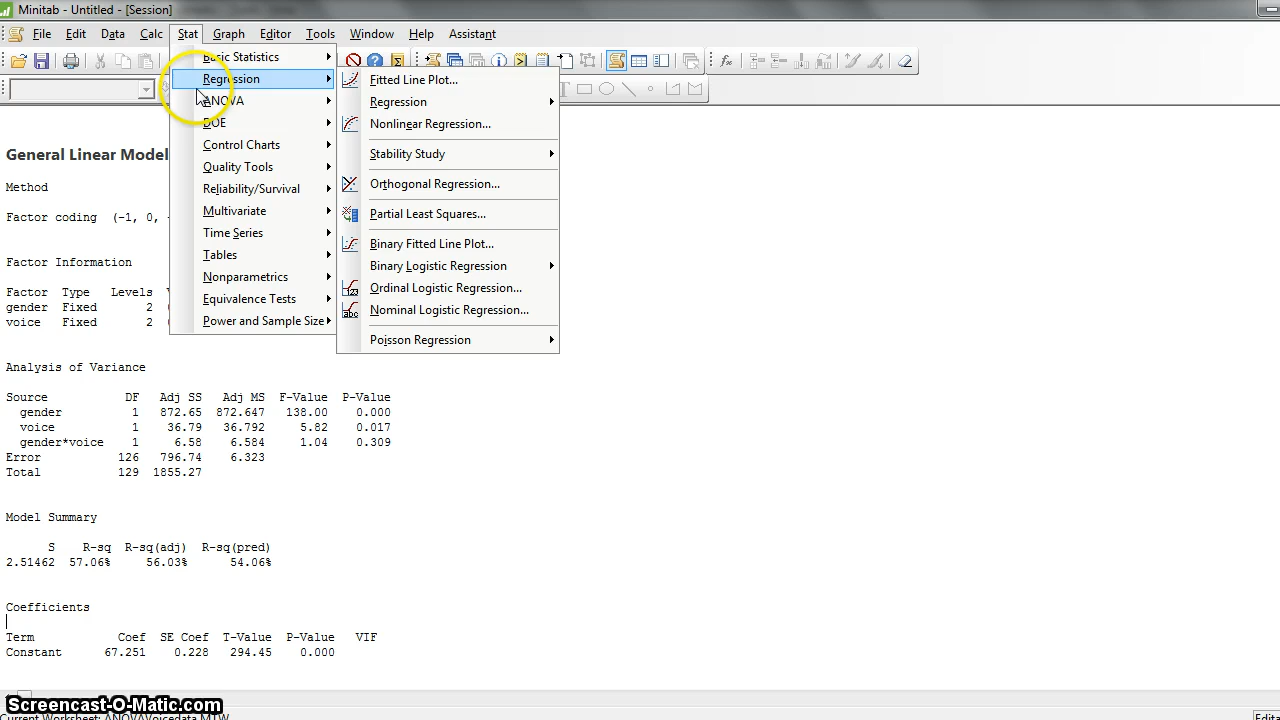 Minitab - Untitled - [Session]
File Edit Data Calc Stat Graph Editor Tools Window Help Assistant
Basic Statistics
Regression
ANOVA
DOE
Control Charts
Quality Tools
Reliability/Survival
Multivariate
Time Series
Tables
Nonparametrics
Equivalence Tests
Power and Sample Size
Fitted Line Plot...
Regression
Nonlinear Regression...
Stability Study
Orthogonal Regression...
Partial Least Squares...
Binary Fitted Line Plot...
Binary Logistic Regression
Ordinal Logistic Regression...
Nominal Logistic Regression...
Poisson Regression
General Linear Model
Method
Factor coding (-1, 0,
Factor Information
Factor Type Levels
gender Fixed 2
voice Fixed 2
Analysis of Variance
Source DF Adj SS Adj MS F-Value P-Value
gender 1 872.65 872.647 138.00 0.000
voice 1 36.79 36.792 5.82 0.017
gender*voice 1 6.58 6.584 1.04 0.309
Error 126 796.74 6.323
Total 129 1855.27
Model Summary
S R-sq R-sq(adj) R-sq(pred)
2.51462 57.06% 56.03% 54.06%
Coefficients
Term Coef SE Coef T-Value P-Value VIF
Constant 67.251 0.228 294.45 0.000
Screencast-O-Matic.com
Current Worksheet: ANOVAVoicedata.MTW